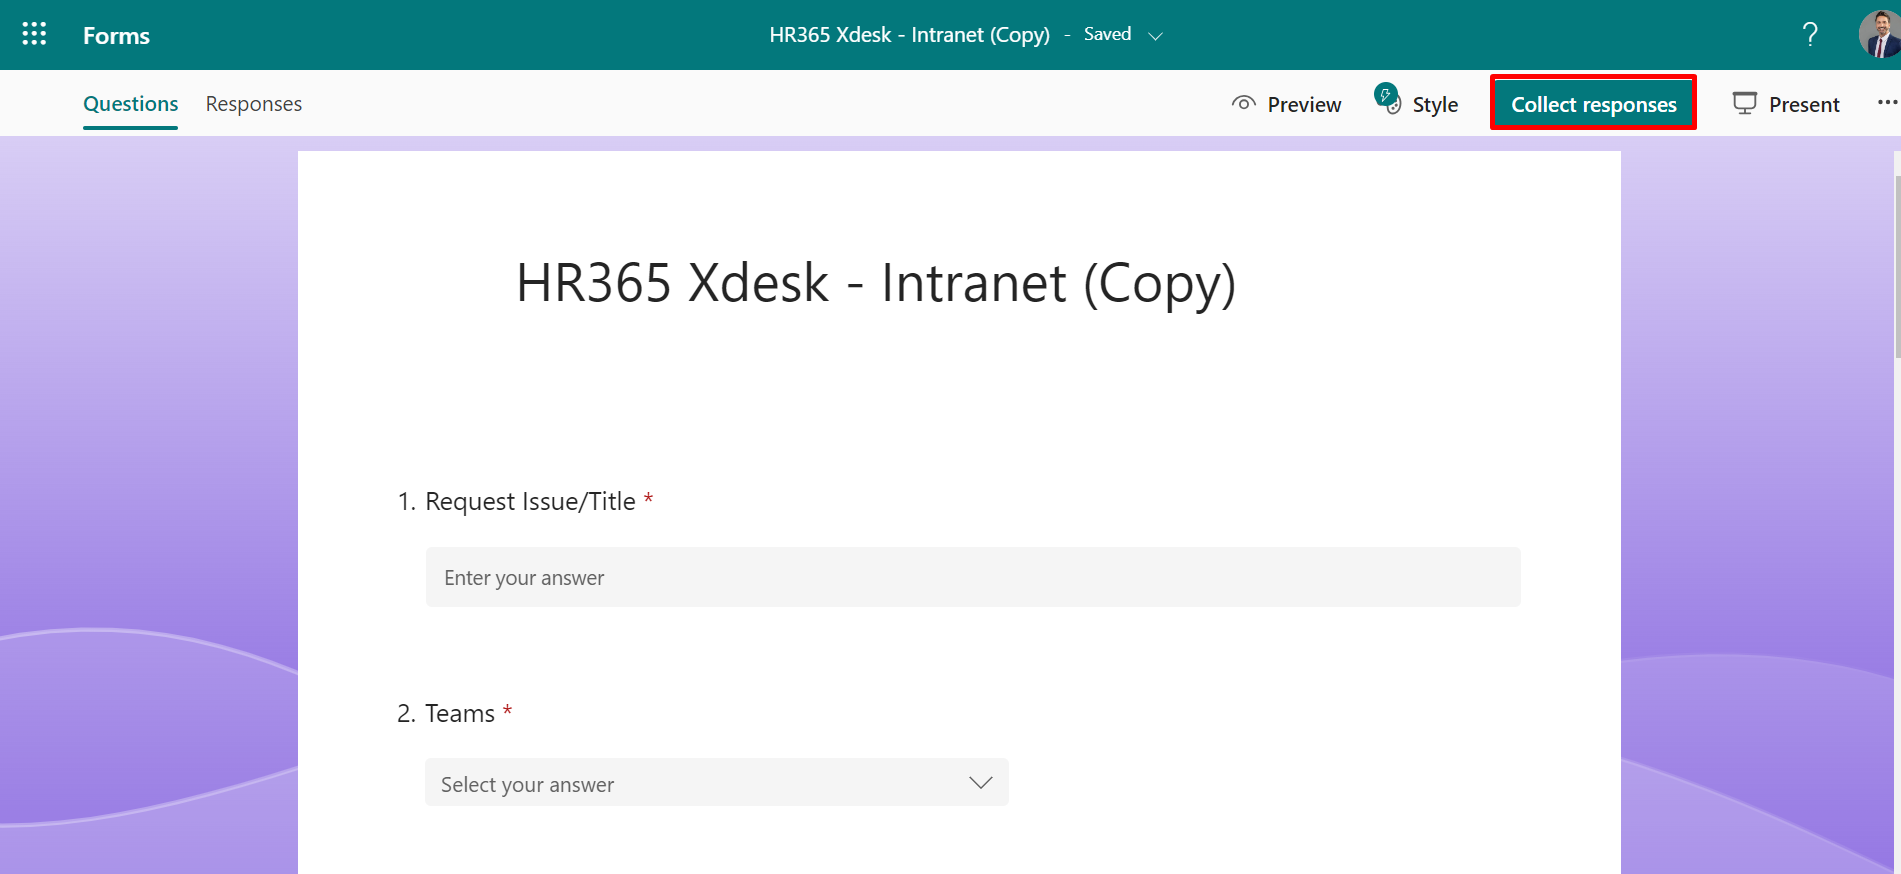 Forms
HR365 Xdesk - Intranet (Copy) - Saved
?
Questions Responses
Preview Style Collect responses Present ...
HR365 Xdesk - Intranet (Copy)
1. Request Issue/Title *
Enter your answer
2. Teams *
Select your answer